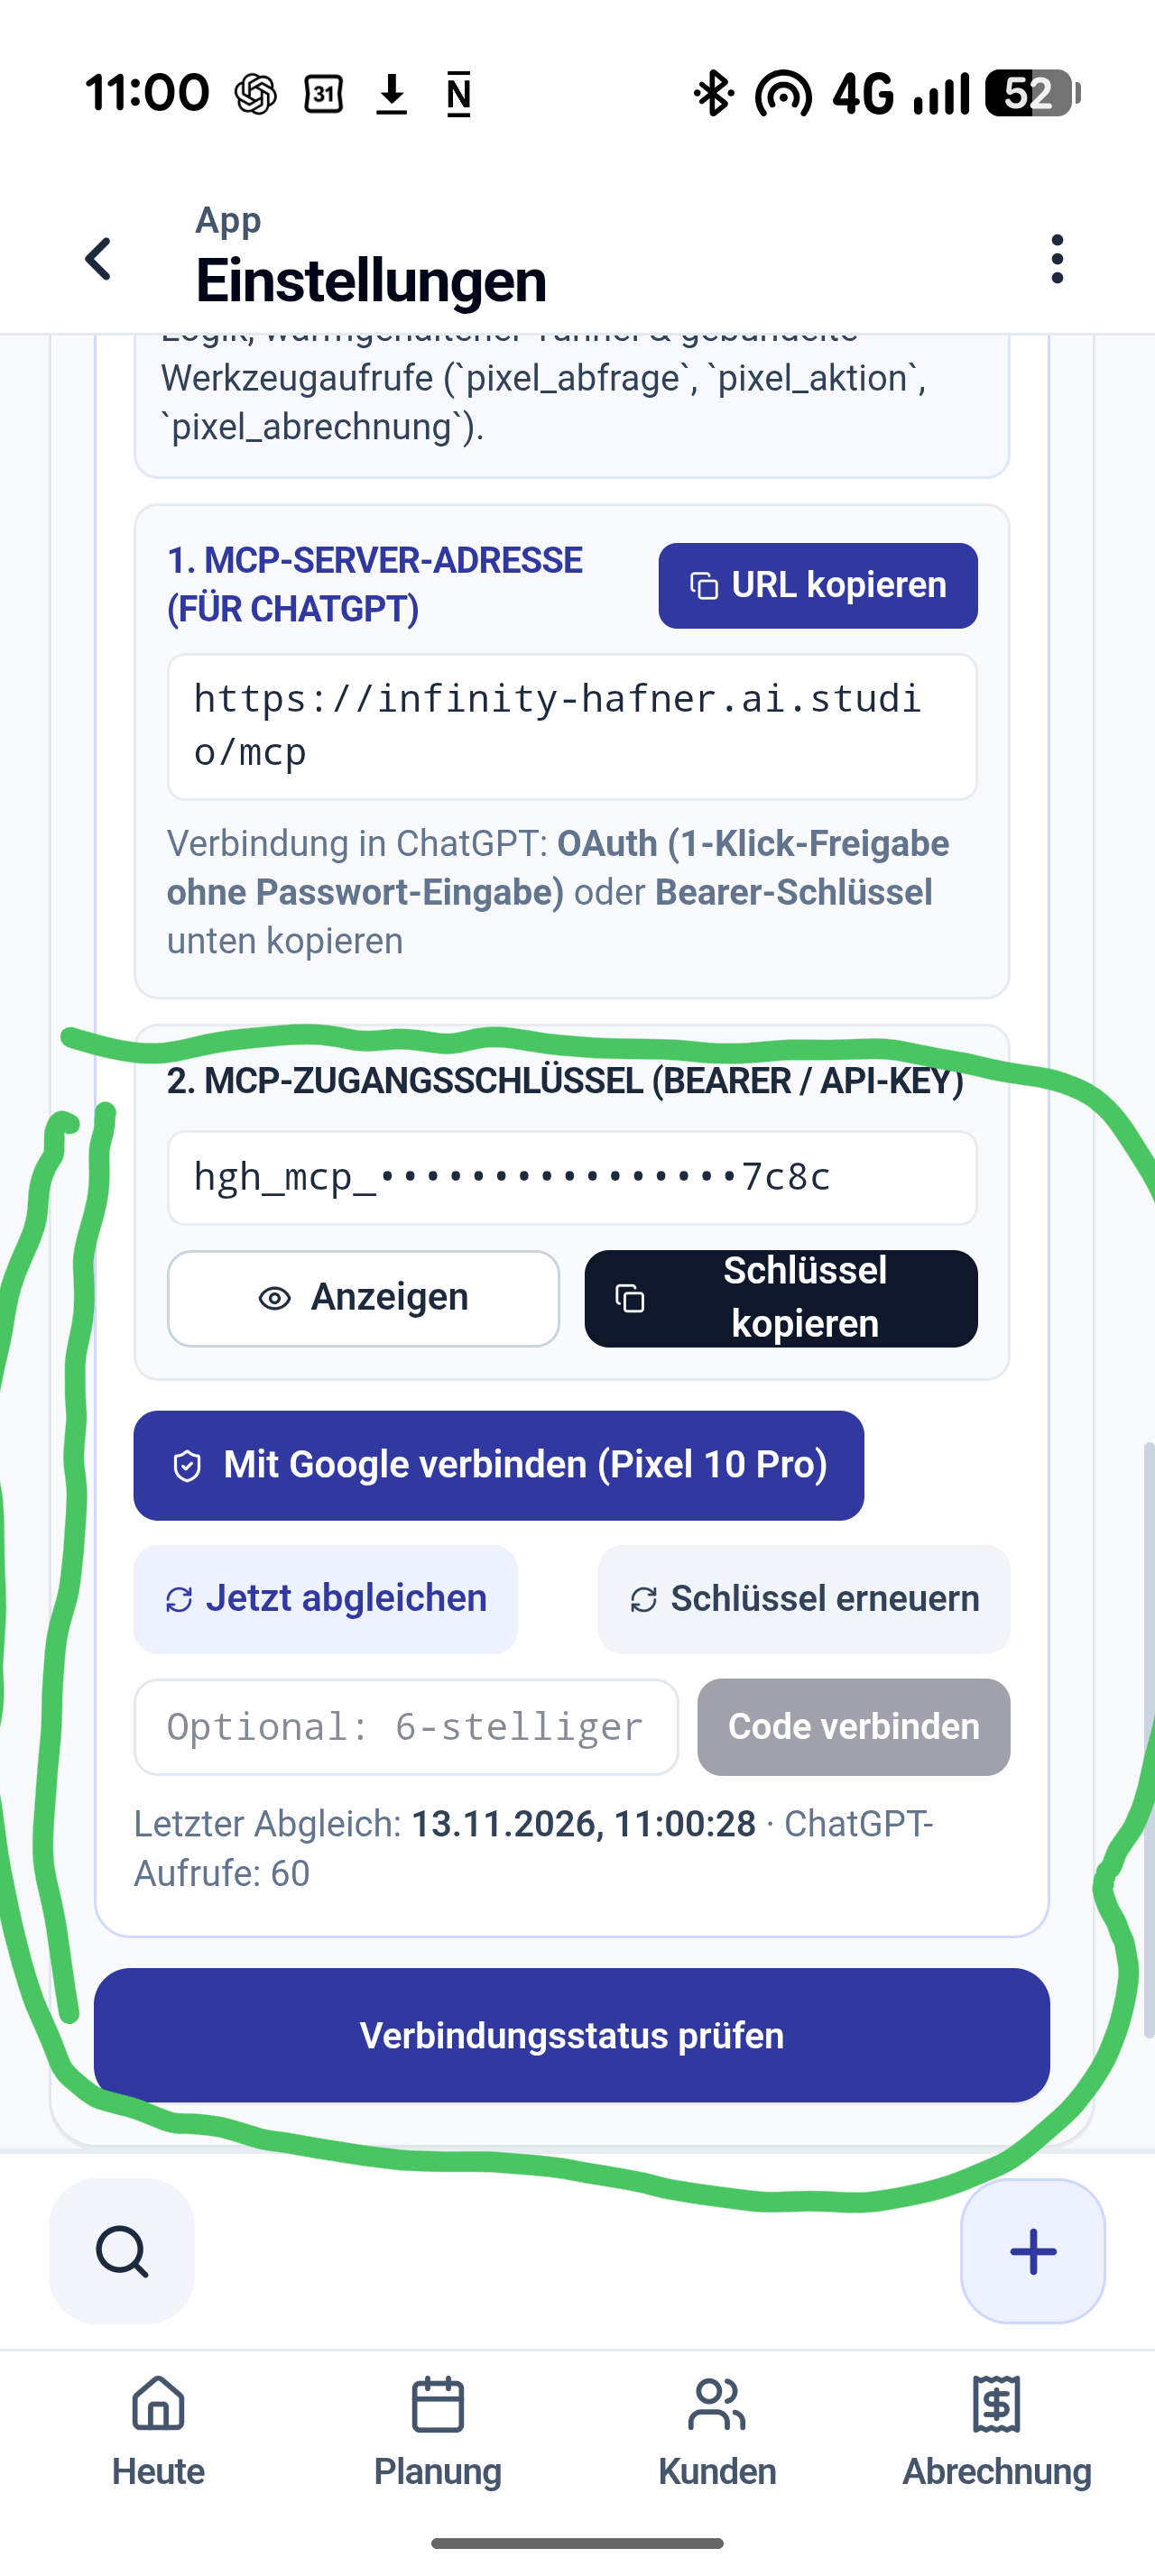 11:00
31
N
4G
52
App
Einstellungen
Werkzeugaufrufe (`pixel_abfrage`, `pixel_aktion`,
`pixel_abrechnung`).
1. MCP-SERVER-ADRESSE
(FÜR CHATGPT)
URL kopieren
https://infinity-hafner.ai.studi
o/mcp
Verbindung in ChatGPT: OAuth (1-Klick-Freigabe
ohne Passwort-Eingabe) oder Bearer-Schlüssel
unten kopieren
2. MCP-ZUGANGSSCHLÜSSEL (BEARER / API-KEY)
hgh_mcp_••••••••••••••••7c8c
Anzeigen
Schlüssel
kopieren
Mit Google verbinden (Pixel 10 Pro)
Jetzt abgleichen
Schlüssel erneuern
Optional: 6-stelliger
Code verbinden
Letzter Abgleich: 13.11.2026, 11:00:28 · ChatGPT-
Aufrufe: 60
Verbindungsstatus prüfen
Heute
Planung
Kunden
Abrechnung